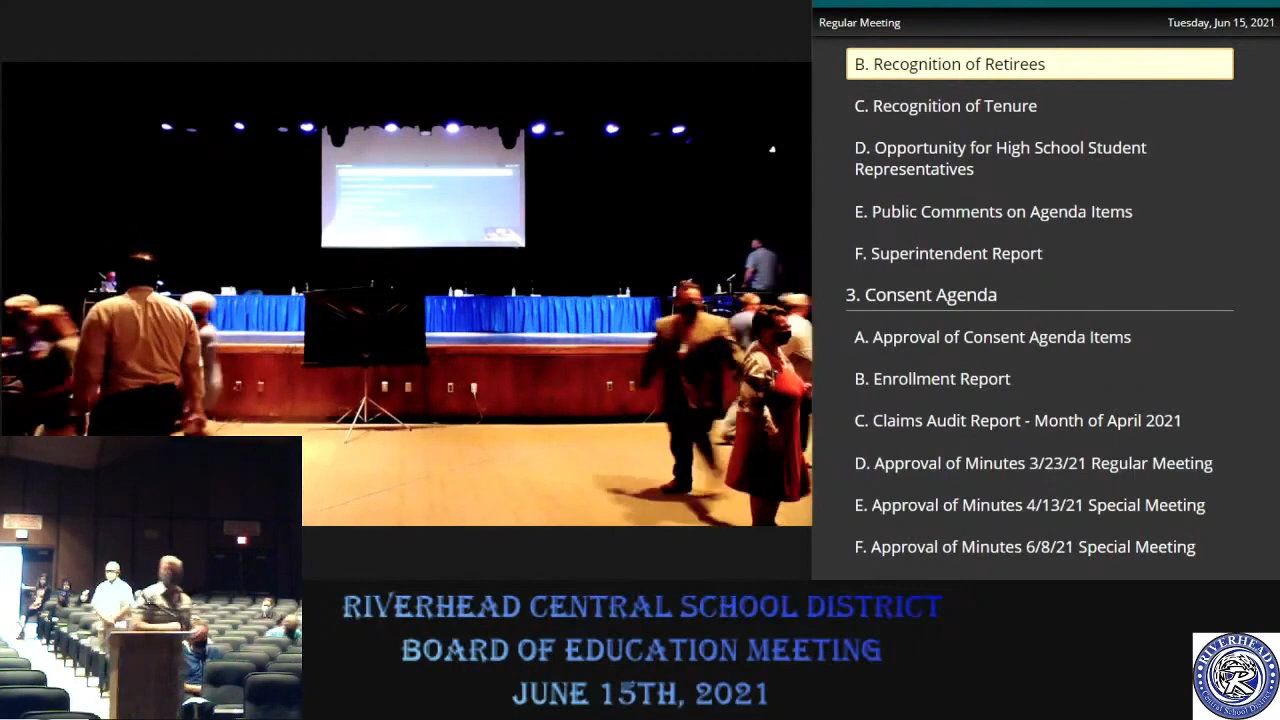 Regular Meeting
Tuesday, Jun 15, 2021
B. Recognition of Retirees
C. Recognition of Tenure
D. Opportunity for High School Student
Representatives
E. Public Comments on Agenda Items
F. Superintendent Report
3. Consent Agenda
A. Approval of Consent Agenda Items
B. Enrollment Report
C. Claims Audit Report - Month of April 2021
D. Approval of Minutes 3/23/21 Regular Meeting
E. Approval of Minutes 4/13/21 Special Meeting
F. Approval of Minutes 6/8/21 Special Meeting
RIVERHEAD CENTRAL SCHOOL DISTRICT
BOARD OF EDUCATION MEETING
JUNE 15TH, 2021
RIVERHEAD
R
Central School District